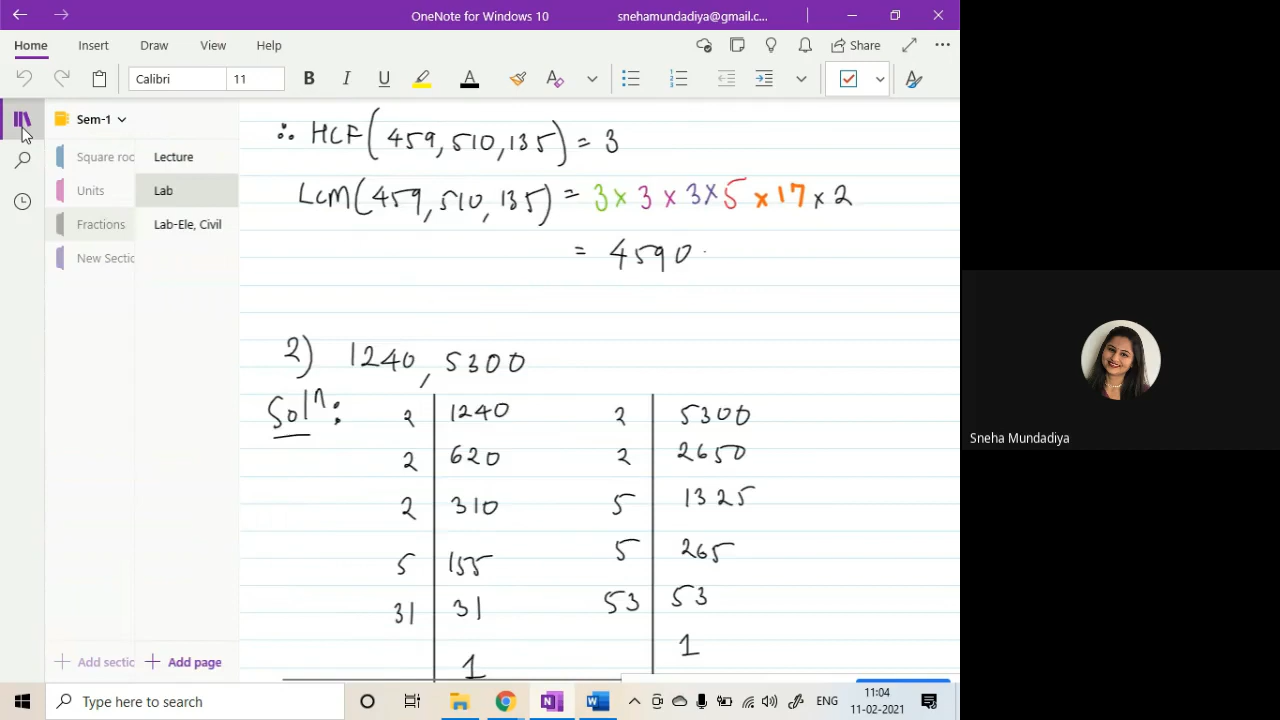 OneNote for Windows 10
snehamundadiya@gmail.c...
Home Insert Draw View Help
Share
Calibri 11 B I U A
Sem-1
Square roo
Lecture
Units
Lab
Fractions
Lab-Ele, Civil
New Sectio
Add sectic
Add page
∴ HCF(459, 510, 135) = 3
LCM(459, 510, 135) = 3 x 3 x 3 x 5 x 17 x 2
= 4590.
2) 1240, 5300
Solⁿ: 2 1240 2 5300
2 620 2 2650
2 310 5 1325
5 155 5 265
31 31 53 53
1 1
Sneha Mundadiya
Type here to search
ENG
11:04
11-02-2021